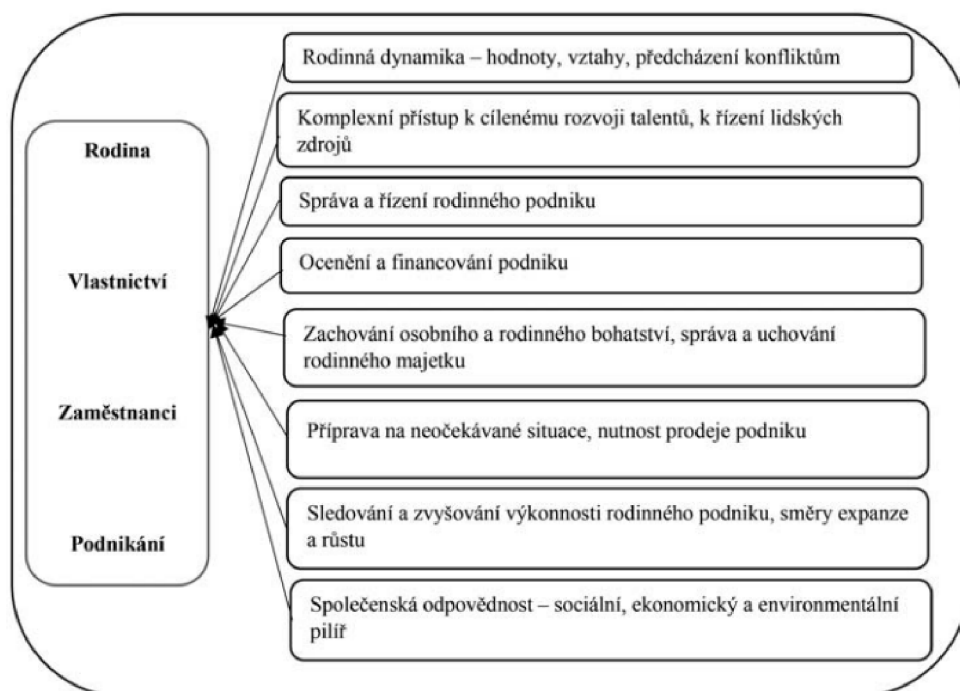 Rodina
Vlastnictví
Zaměstnanci
Podnikání
Rodinná dynamika – hodnoty, vztahy, předcházení konfliktům
Komplexní přístup k cílenému rozvoji talentů, k řízení lidských
zdrojů
Správa a řízení rodinného podniku
Ocenění a financování podniku
Zachování osobního a rodinného bohatství, správa a uchování
rodinného majetku
Příprava na neočekávané situace, nutnost prodeje podniku
Sledování a zvyšování výkonnosti rodinného podniku, směry expanze
a růstu
Společenská odpovědnost – sociální, ekonomický a environmentální
pilíř